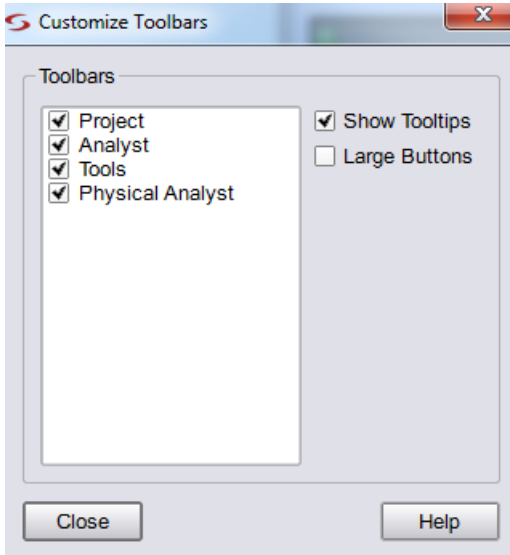 Customize Toolbars
Toolbars
Project
Analyst
Tools
Physical Analyst
Show Tooltips
Large Buttons
Close
Help